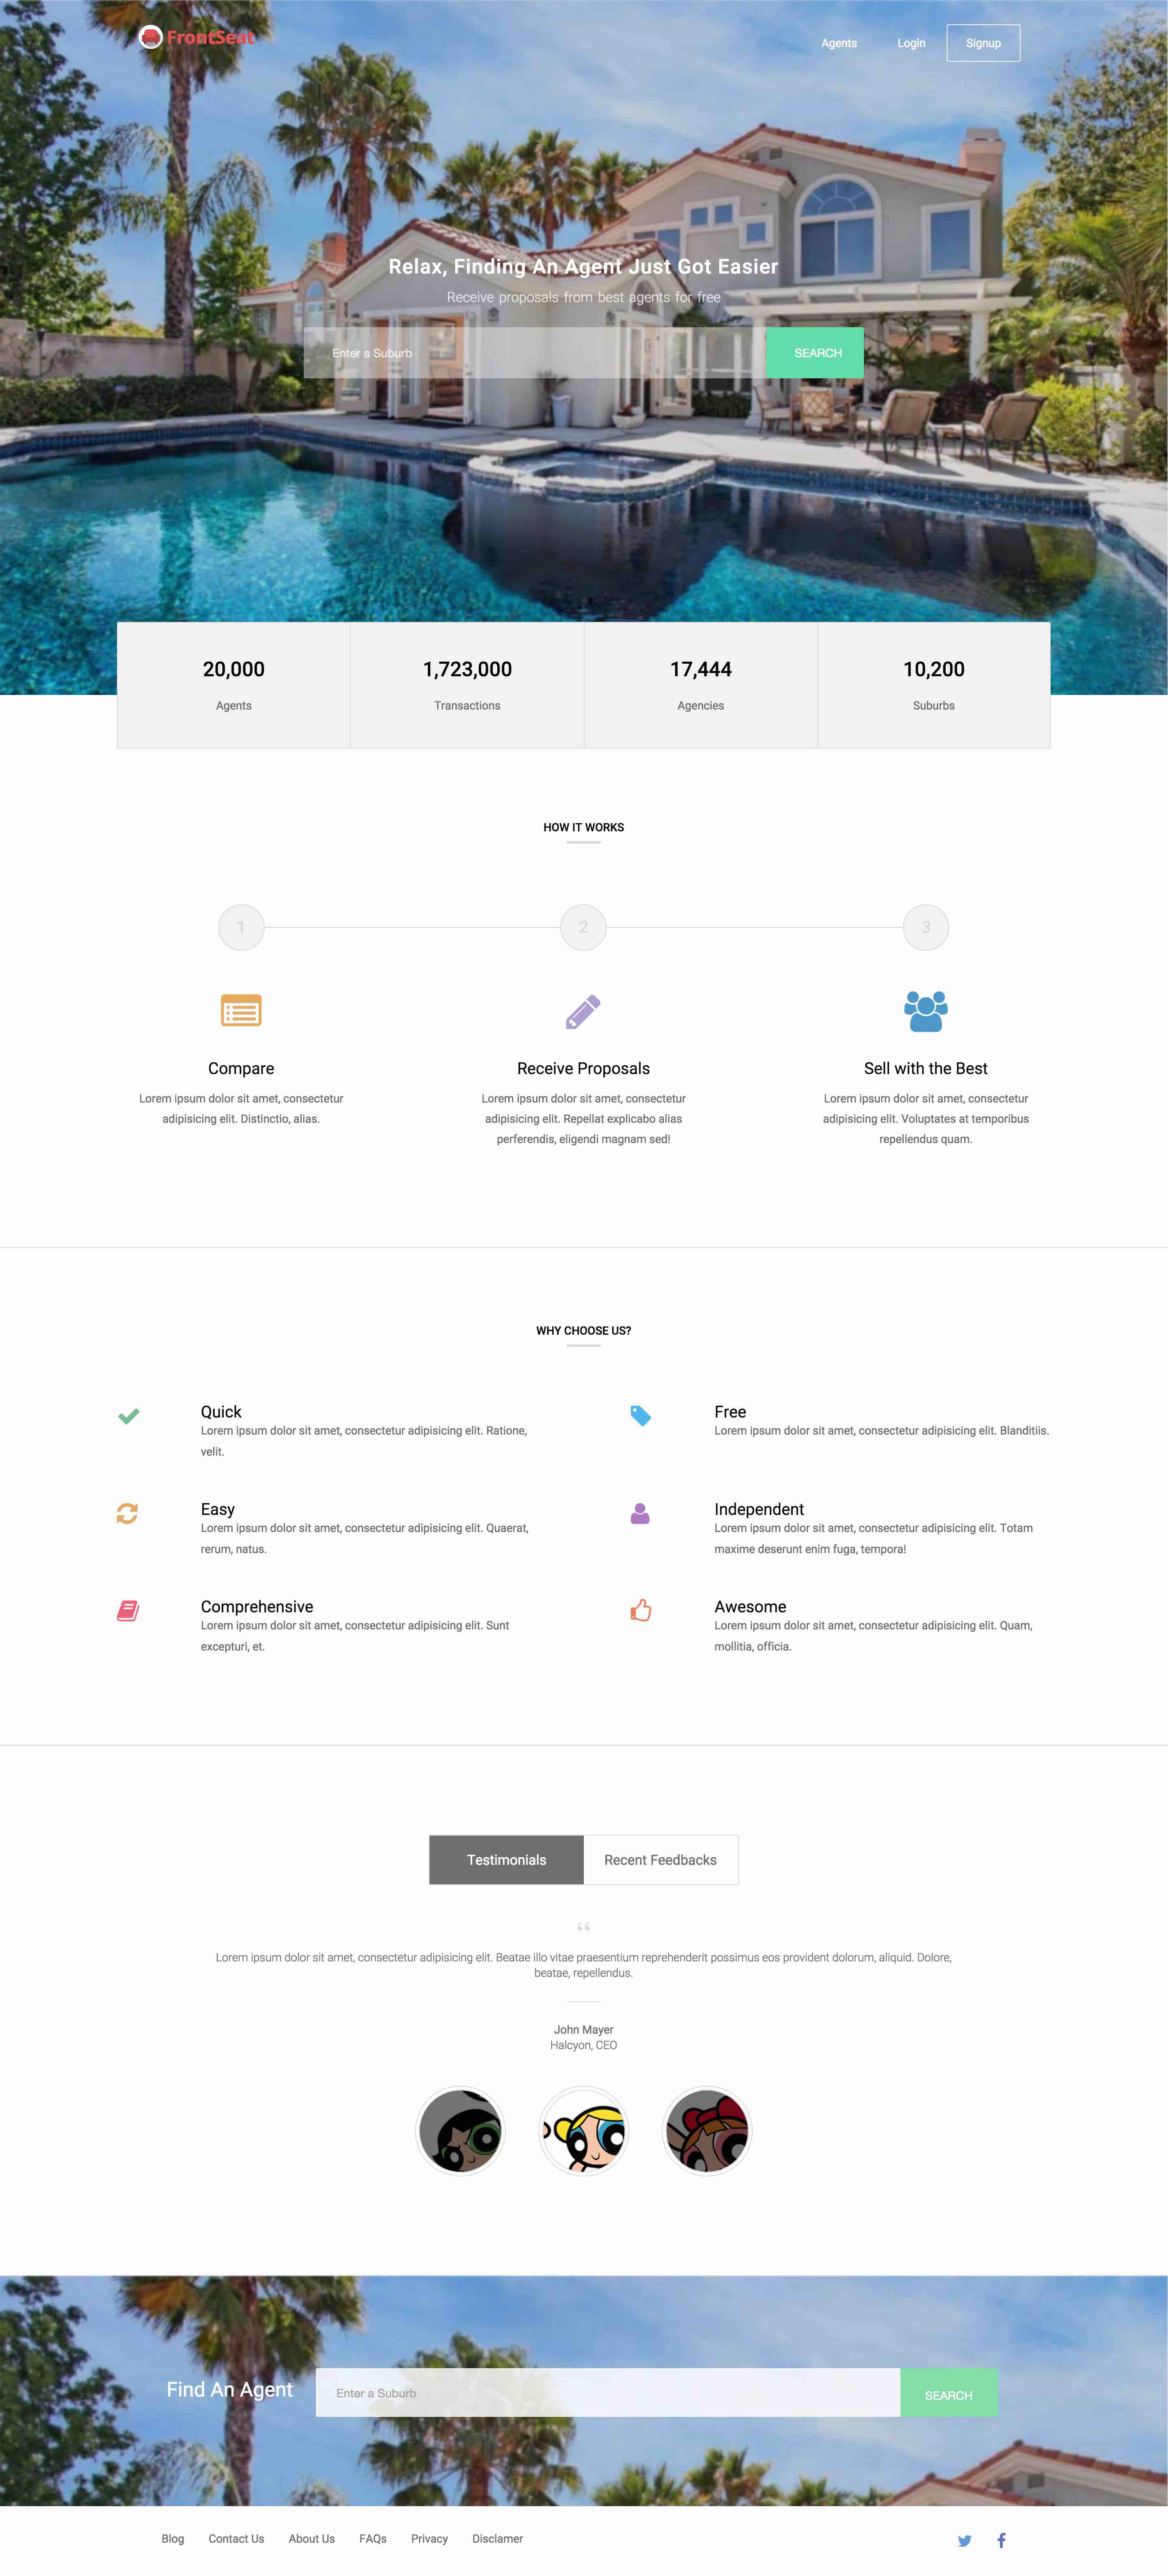 FrontSeat
Agents
Login
Signup
Relax, Finding An Agent Just Got Easier
Receive proposals from best agents for free
Enter a Suburb
SEARCH
20,000
Agents
1,723,000
Transactions
17,444
Agencies
10,200
Suburbs
HOW IT WORKS
1
2
3
Compare
Lorem ipsum dolor sit amet, consectetur
adipisicing elit. Distinctio, alias.
Receive Proposals
Lorem ipsum dolor sit amet, consectetur
adipisicing elit. Repellat explicabo alias
perferendis, eligendi magnam sed!
Sell with the Best
Lorem ipsum dolor sit amet, consectetur
adipisicing elit. Voluptates at temporibus
repellendus quam.
WHY CHOOSE US?
Quick
Lorem ipsum dolor sit amet, consectetur adipisicing elit. Ratione,
velit.
Free
Lorem ipsum dolor sit amet, consectetur adipisicing elit. Blanditiis.
Easy
Lorem ipsum dolor sit amet, consectetur adipisicing elit. Quaerat,
rerum, natus.
Independent
Lorem ipsum dolor sit amet, consectetur adipisicing elit. Totam
maxime deserunt enim fuga, tempora!
Comprehensive
Lorem ipsum dolor sit amet, consectetur adipisicing elit. Sunt
excepturi, et.
Awesome
Lorem ipsum dolor sit amet, consectetur adipisicing elit. Quam,
mollitia, officia.
Testimonials
Recent Feedbacks
“
Lorem ipsum dolor sit amet, consectetur adipisicing elit. Beatae illo vitae praesentium reprehenderit possimus eos provident dolorum, aliquid. Dolore,
beatae, repellendus.
John Mayer
Halcyon, CEO
Find An Agent
Enter a Suburb
SEARCH
Blog
Contact Us
About Us
FAQs
Privacy
Disclamer